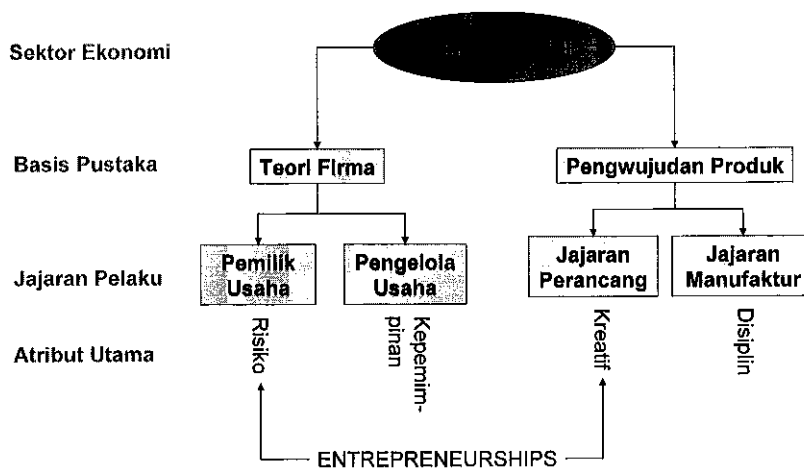 Sektor Ekonomi
Basis Pustaka
Teori Firma
Pengwujudan Produk
Jajaran Pelaku
Pemilik
Usaha
Pengelola
Usaha
Jajaran
Perancang
Jajaran
Manufaktur
Atribut Utama
Risiko
Kepemim-
pinan
Kreatif
Disiplin
ENTREPRENEURSHIPS